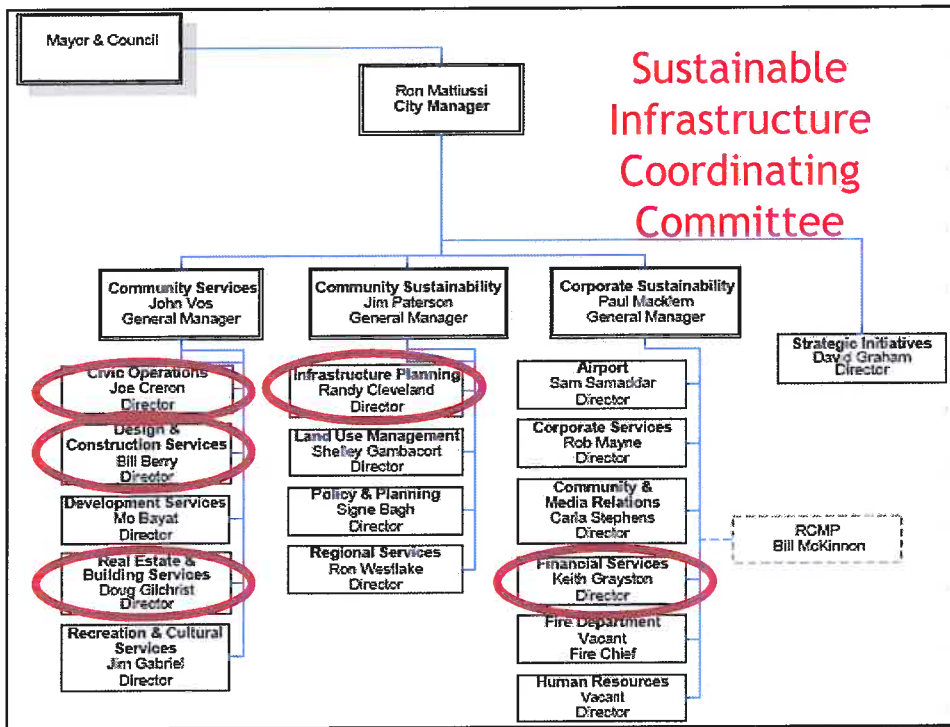 Mayor & Council
Ron Mattiussi
City Manager
Sustainable
Infrastructure
Coordinating
Committee
Community Services
John Vos
General Manager
Community Sustainability
Jim Paterson
General Manager
Corporate Sustainability
Paul Macklem
General Manager
Strategic Initiatives
David Graham
Director
Civic Operations
Joe Creron
Director
Design &
Construction Services
Bill Berry
Director
Development Services
Mo Bayat
Director
Real Estate &
Building Services
Doug Gilchrist
Director
Recreation & Cultural
Services
Jim Gabriel
Director
Infrastructure Planning
Randy Cleveland
Director
Land Use Management
Shelley Gambacort
Director
Policy & Planning
Signe Bagh
Director
Regional Services
Ron Westlake
Director
Airport
Sam Samaddar
Director
Corporate Services
Rob Mayne
Director
Community &
Media Relations
Carla Stephens
Director
Financial Services
Keith Grayston
Director
Fire Department
Vacant
Fire Chief
Human Resources
Vacant
Director
RCMP
Bill McKinnon